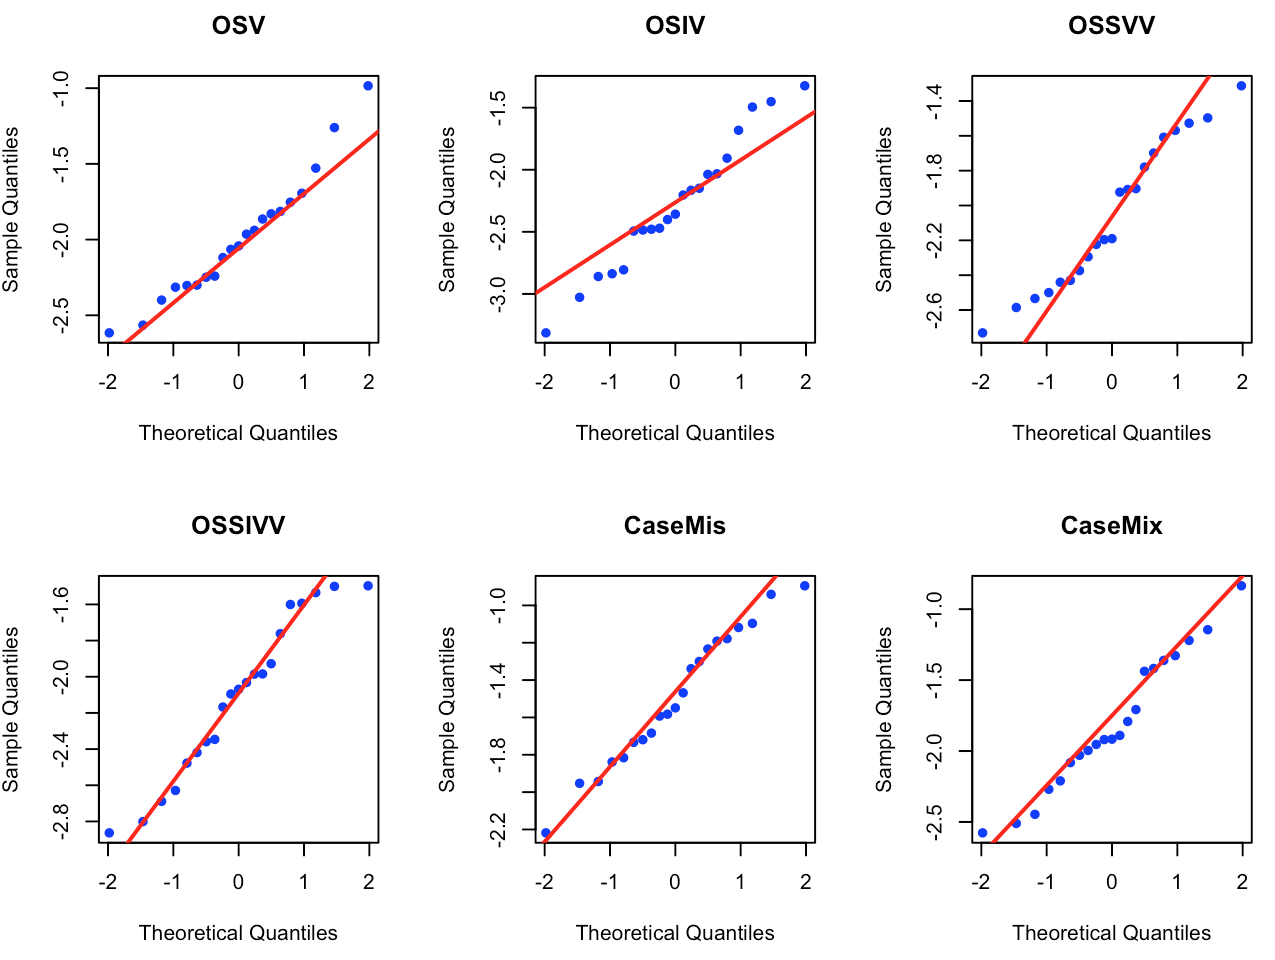 OSV
OSIV
OSSVV
Sample Quantiles
-1.0
-1.5
-2.0
-2.5
-2 -1 0 1 2
Theoretical Quantiles
Sample Quantiles
-1.5
-2.0
-2.5
-3.0
-2 -1 0 1 2
Theoretical Quantiles
Sample Quantiles
-1.4
-1.8
-2.2
-2.6
-2 -1 0 1 2
Theoretical Quantiles
OSSIVV
CaseMis
CaseMix
Sample Quantiles
-1.6
-2.0
-2.4
-2.8
-2 -1 0 1 2
Theoretical Quantiles
Sample Quantiles
-1.0
-1.4
-1.8
-2.2
-2 -1 0 1 2
Theoretical Quantiles
Sample Quantiles
-1.0
-1.5
-2.0
-2.5
-2 -1 0 1 2
Theoretical Quantiles